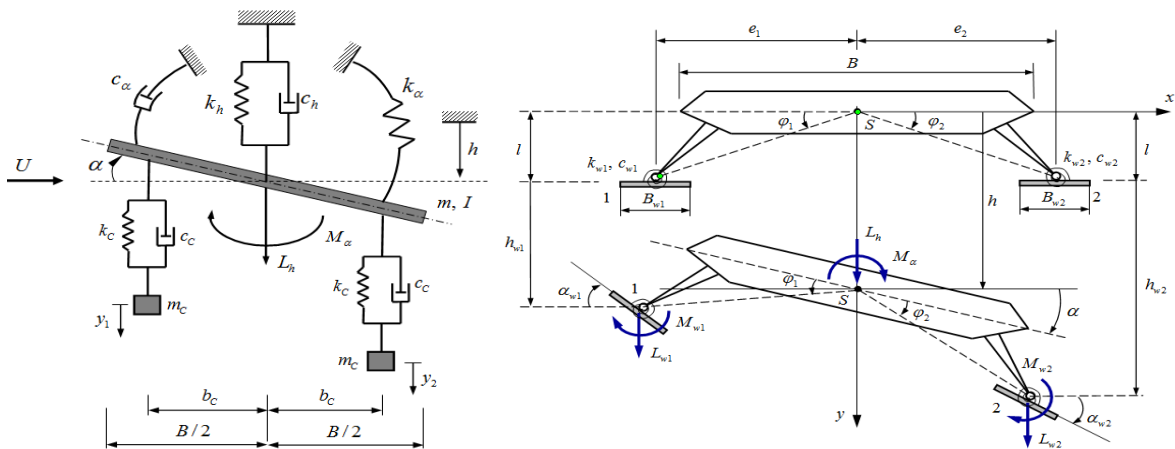 c_α
k_h
c_h
k_α
h
U
α
m, I
k_C
c_C
M_α
L_h
y_1
m_C
k_C
c_C
m_C
y_2
b_C
b_C
B/2
B/2
e_1
e_2
B
x
φ_1
S
φ_2
l
l
k_w1, c_w1
k_w2, c_w2
1
B_w1
B_w2
2
h
h_w1
L_h
M_α
h_w2
α_w1
1
φ_1
S
φ_2
α
M_w1
L_w1
M_w2
2
α_w2
y
L_w2